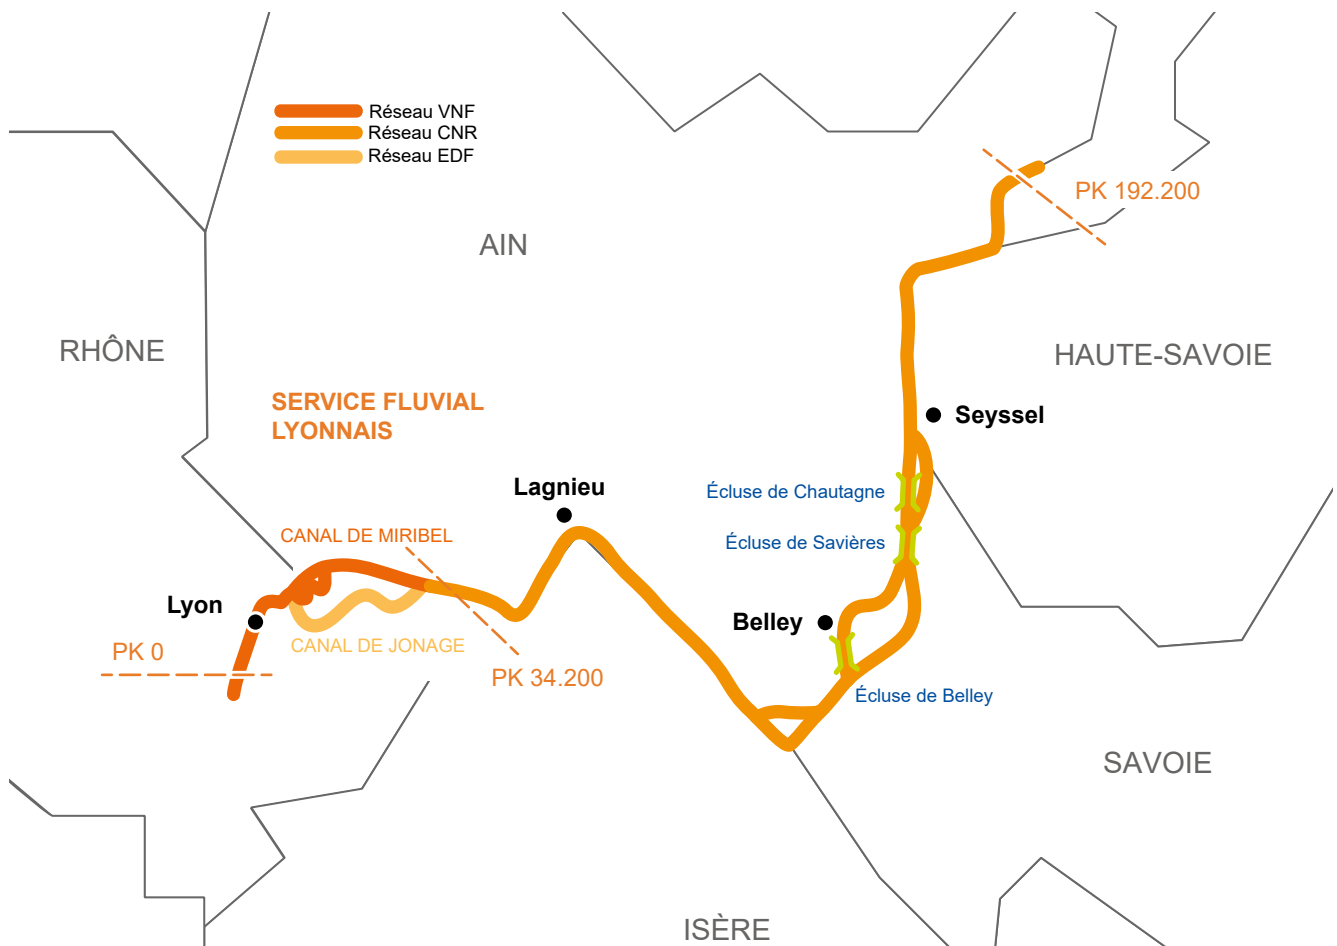 Réseau VNF
Réseau CNR
Réseau EDF
PK 192.200
AIN
RHÔNE
HAUTE-SAVOIE
SERVICE FLUVIAL
LYONNAIS
Seyssel
Lagnieu
Écluse de Chautagne
CANAL DE MIRIBEL
Écluse de Savières
Lyon
Belley
CANAL DE JONAGE
PK 0
PK 34.200
Écluse de Belley
SAVOIE
ISÈRE